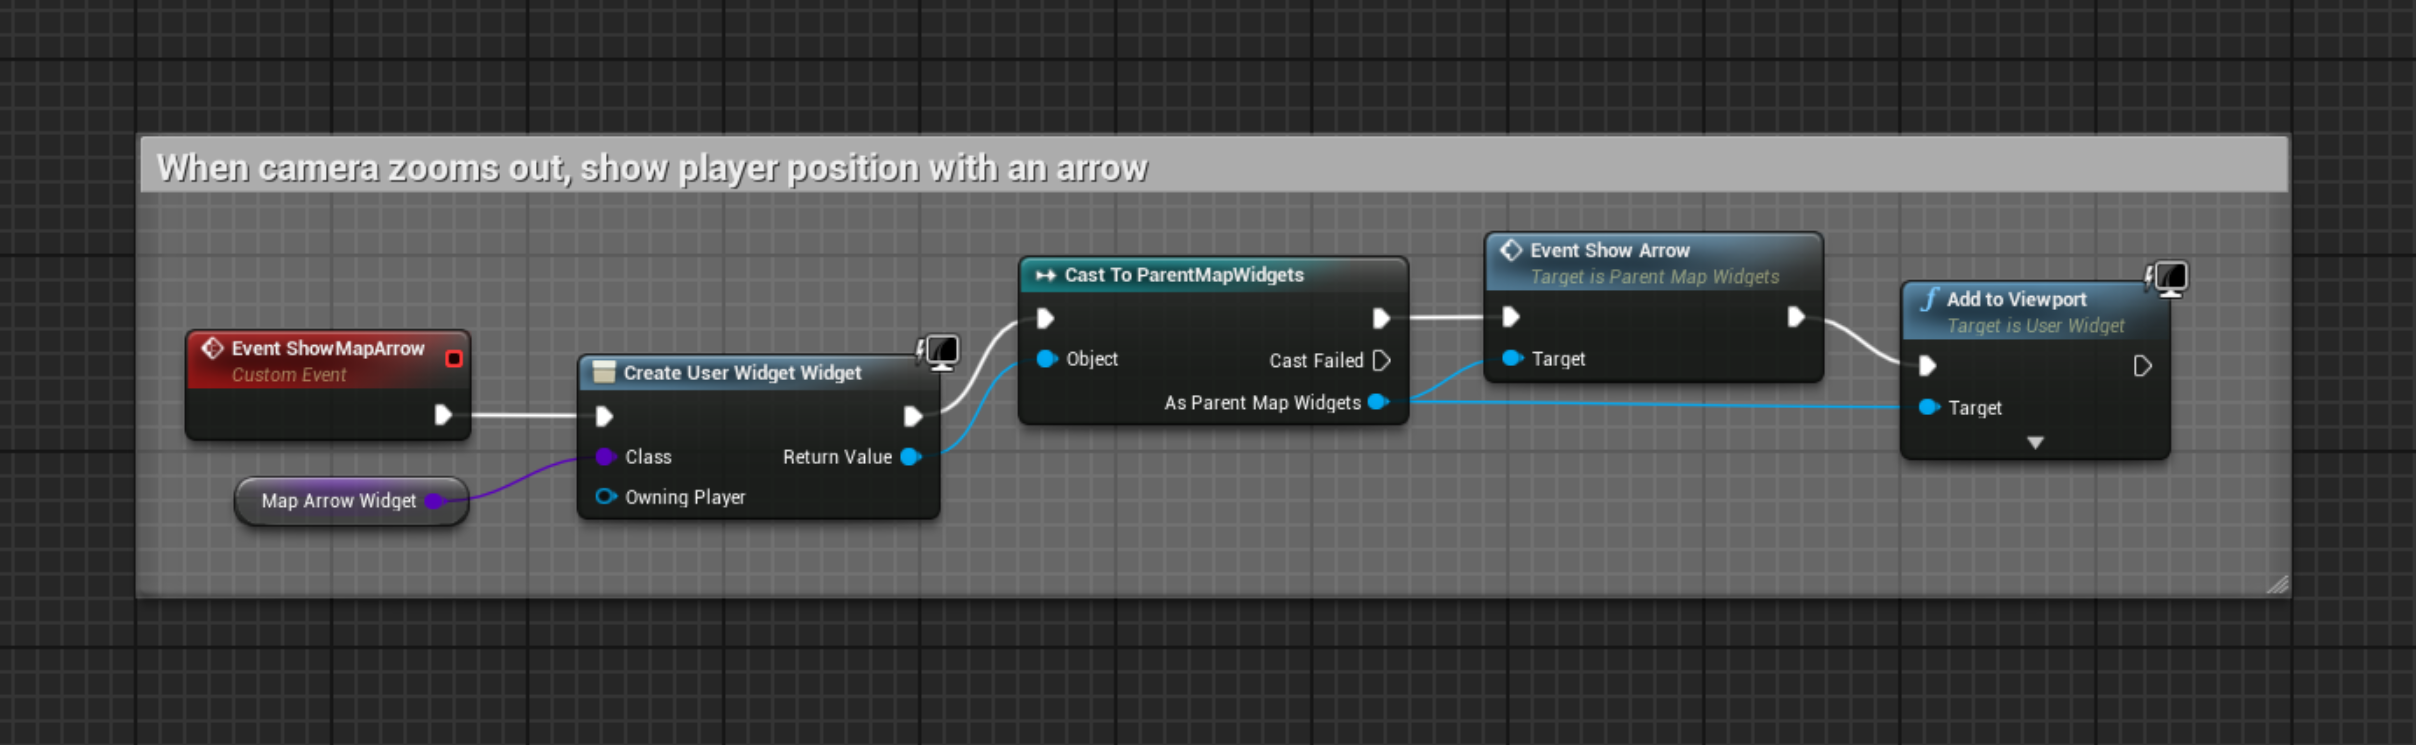 When camera zooms out, show player position with an arrow
Event ShowMapArrow
Custom Event
Map Arrow Widget
Create User Widget Widget
Class
Return Value
Owning Player
Cast To ParentMapWidgets
Object
Cast Failed
As Parent Map Widgets
Event Show Arrow
Target is Parent Map Widgets
Target
Add to Viewport
Target is User Widget
Target